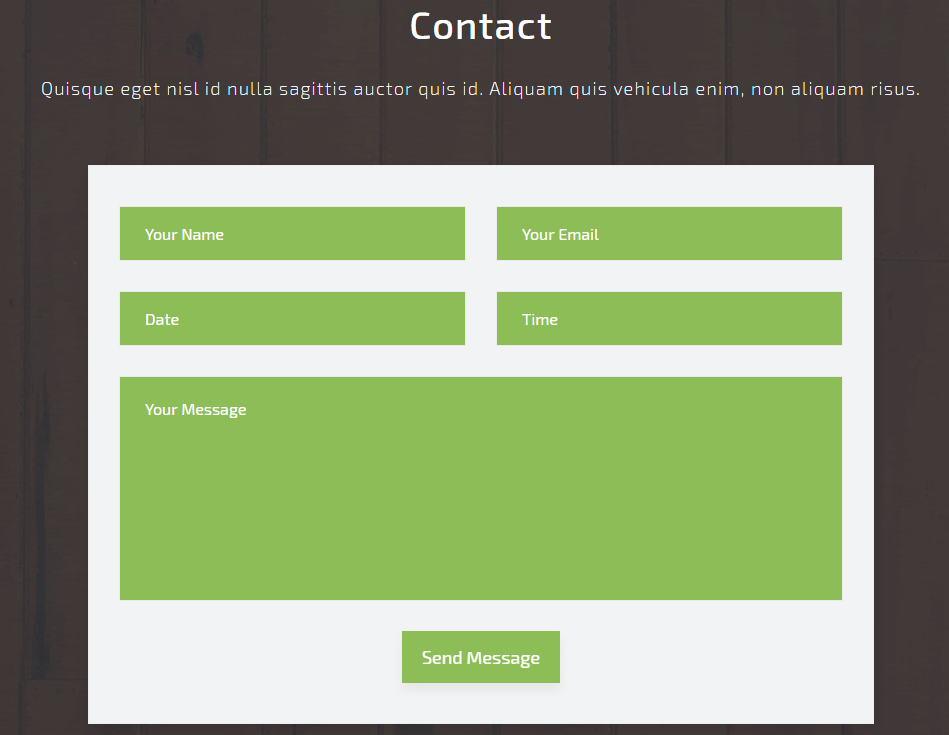 Contact
Quisque eget nisl id nulla sagittis auctor quis id. Aliquam quis vehicula enim, non aliquam risus.
Your Name
Your Email
Date
Time
Your Message
Send Message